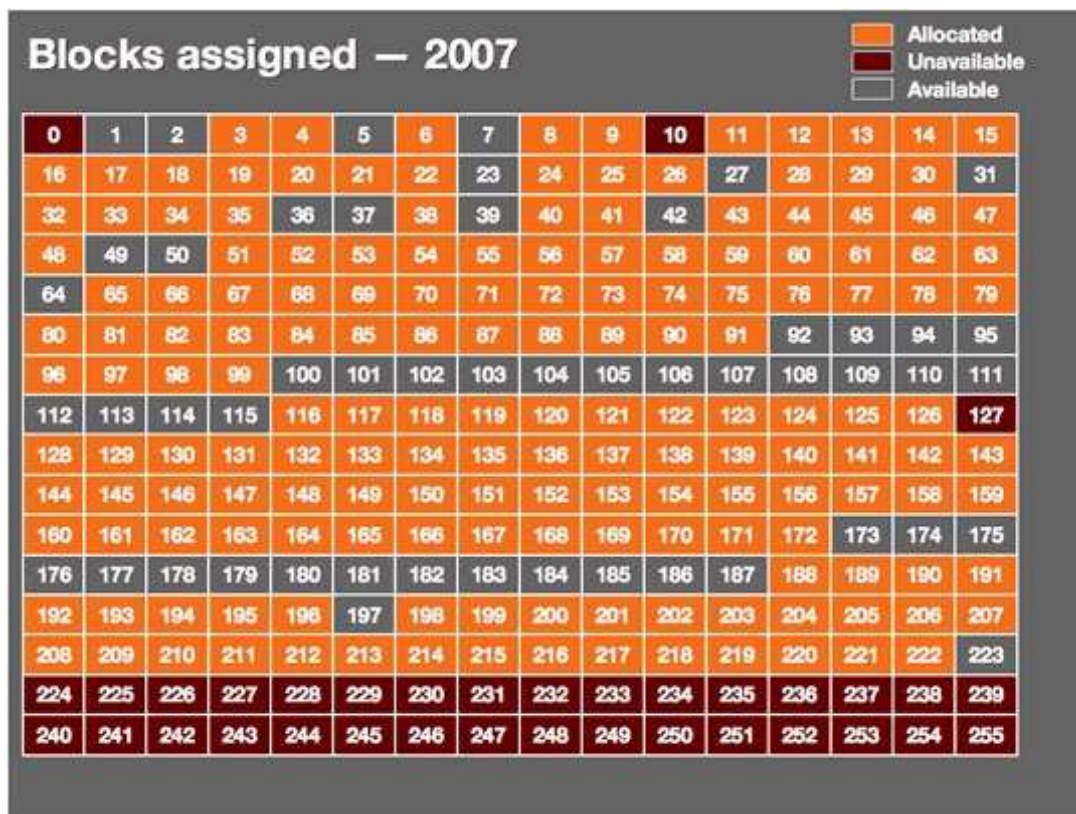 Blocks assigned — 2007
Allocated
Unavailable
Available
0 1 2 3 4 5 6 7 8 9 10 11 12 13 14 15
16 17 18 19 20 21 22 23 24 25 26 27 28 29 30 31
32 33 34 35 36 37 38 39 40 41 42 43 44 45 46 47
48 49 50 51 52 53 54 55 56 57 58 59 60 61 62 63
64 65 66 67 68 69 70 71 72 73 74 75 76 77 78 79
80 81 82 83 84 85 86 87 88 89 90 91 92 93 94 95
96 97 98 99 100 101 102 103 104 105 106 107 108 109 110 111
112 113 114 115 116 117 118 119 120 121 122 123 124 125 126 127
128 129 130 131 132 133 134 135 136 137 138 139 140 141 142 143
144 145 146 147 148 149 150 151 152 153 154 155 156 157 158 159
160 161 162 163 164 165 166 167 168 169 170 171 172 173 174 175
176 177 178 179 180 181 182 183 184 185 186 187 188 189 190 191
192 193 194 195 196 197 198 199 200 201 202 203 204 205 206 207
208 209 210 211 212 213 214 215 216 217 218 219 220 221 222 223
224 225 226 227 228 229 230 231 232 233 234 235 236 237 238 239
240 241 242 243 244 245 246 247 248 249 250 251 252 253 254 255